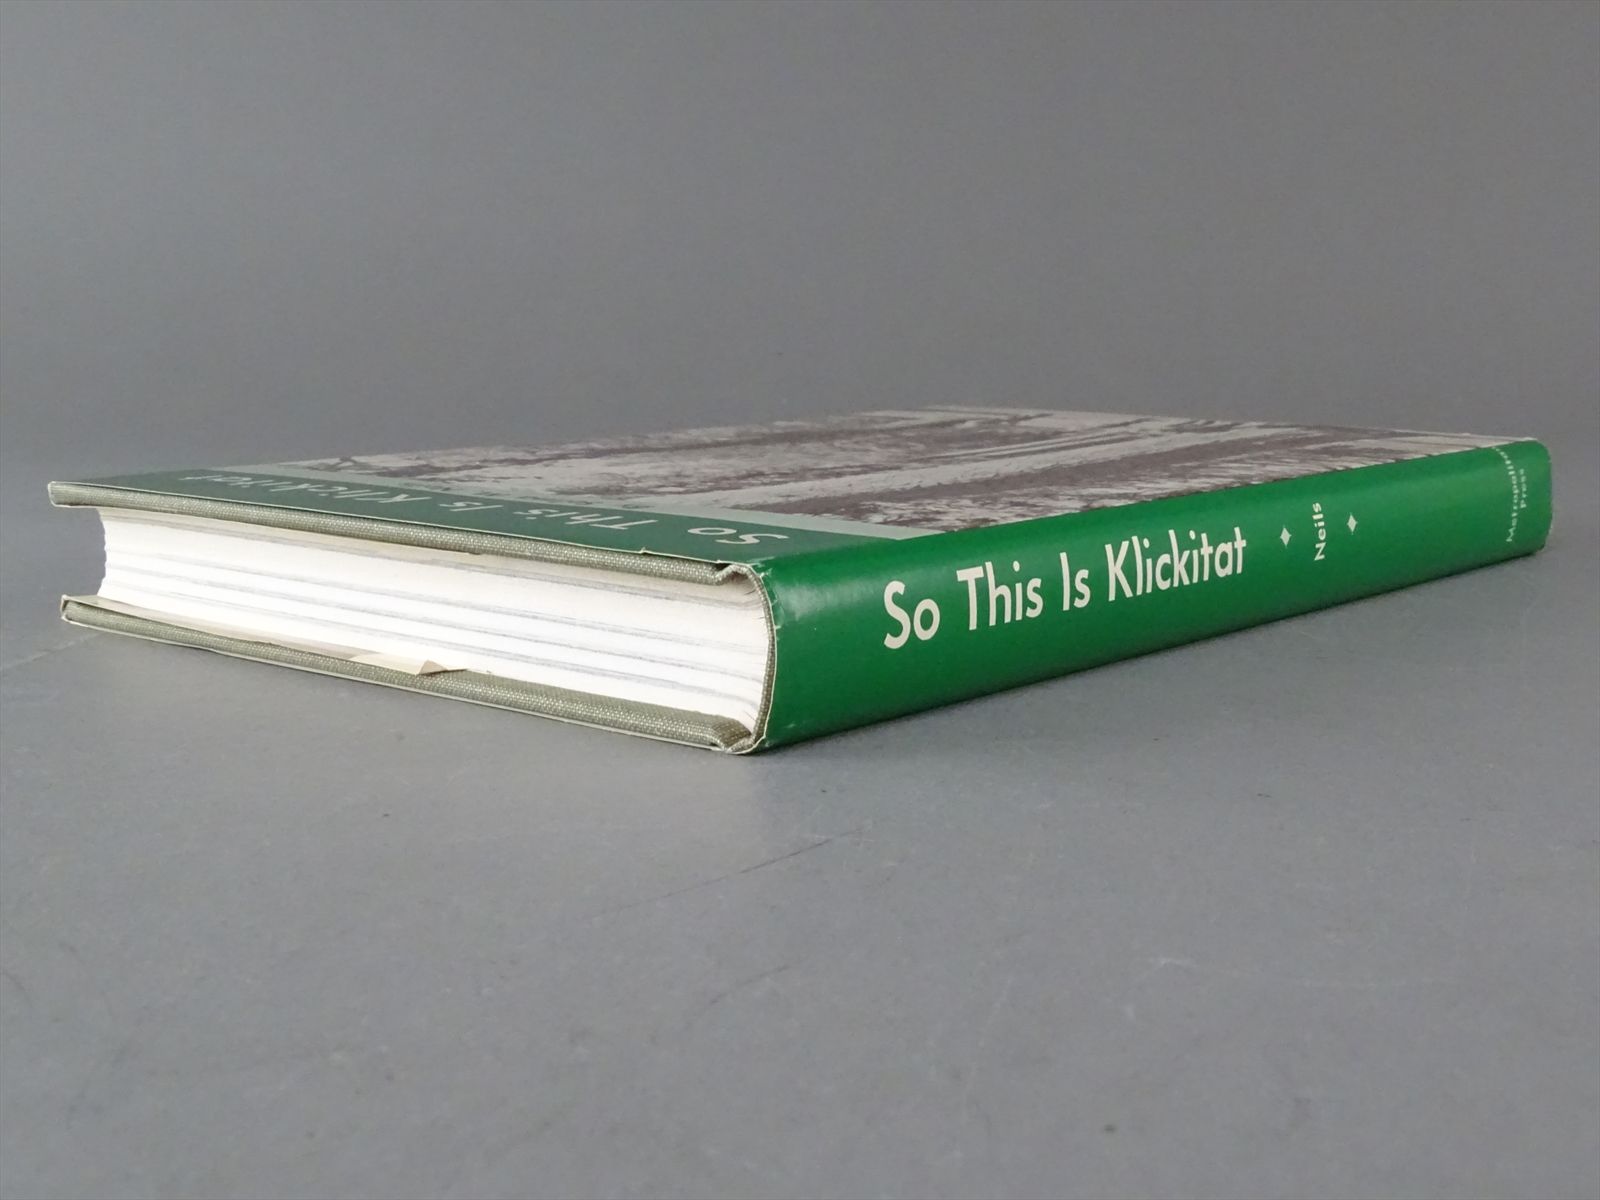 So This Is Klickitat
So This Is Klickitat
Neils
Metropolitan
Press